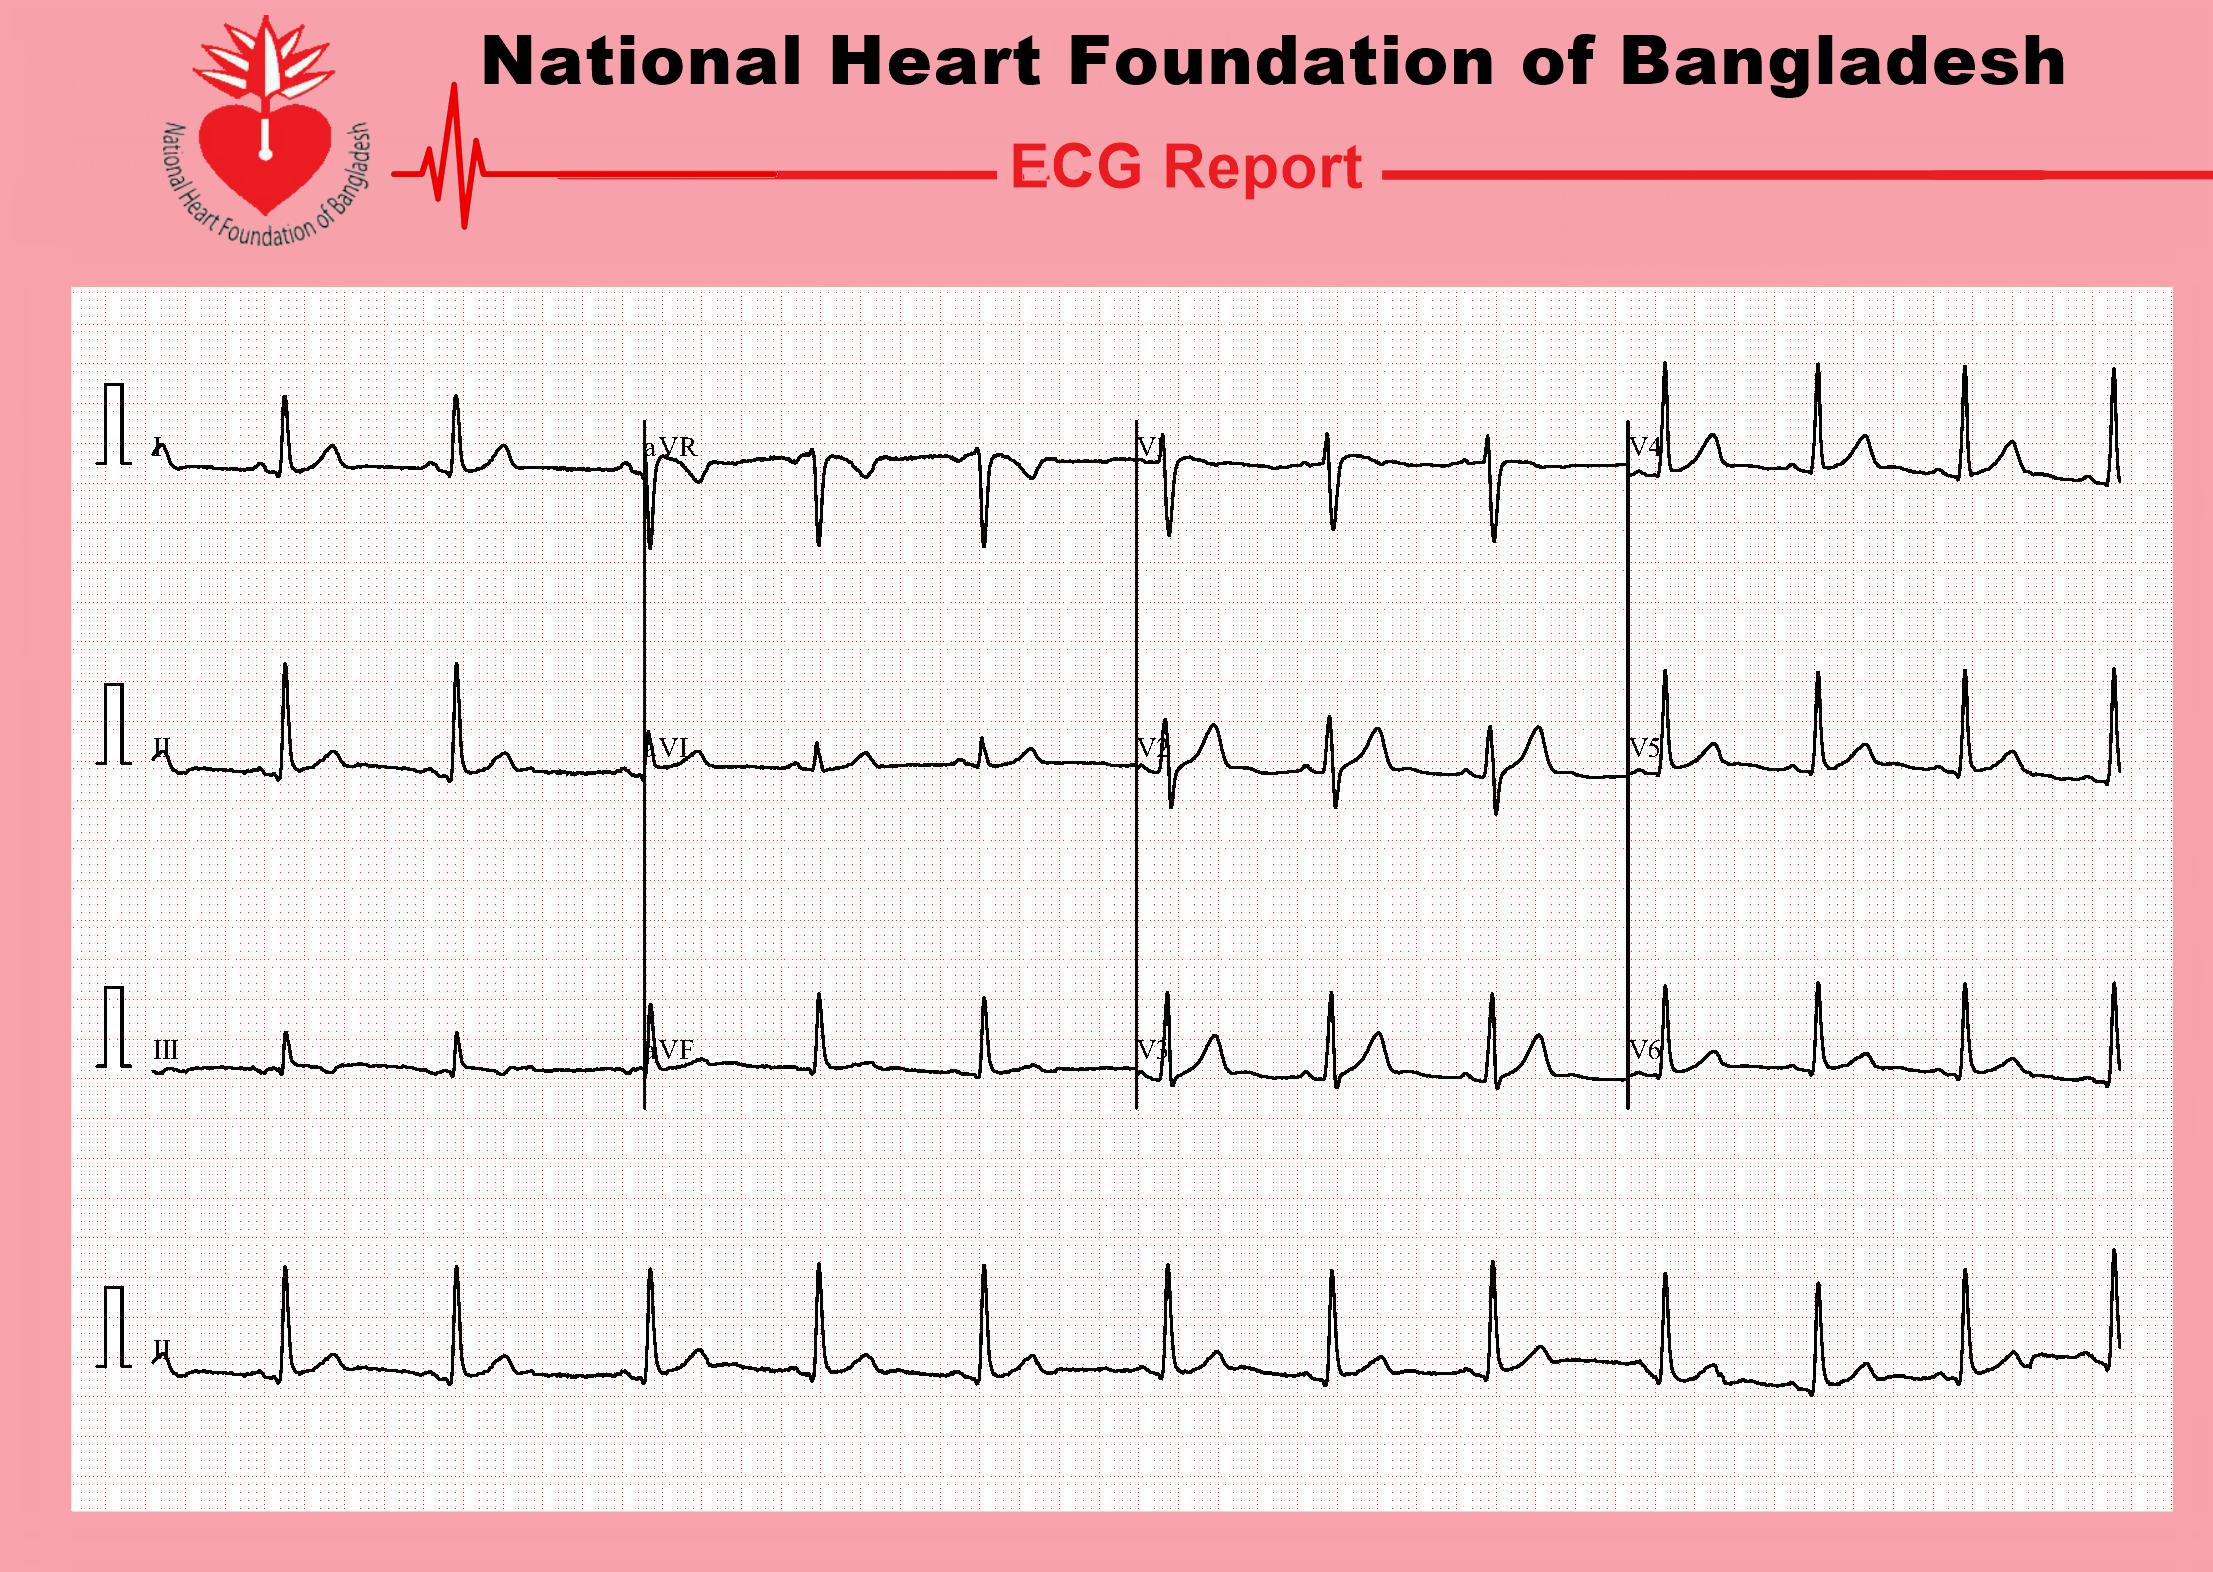 National Heart Foundation of Bangladesh
National Heart Foundation of Bangladesh
ECG Report
I
aVR
V1
V4
II
aVL
V2
V5
III
aVF
V3
V6
II